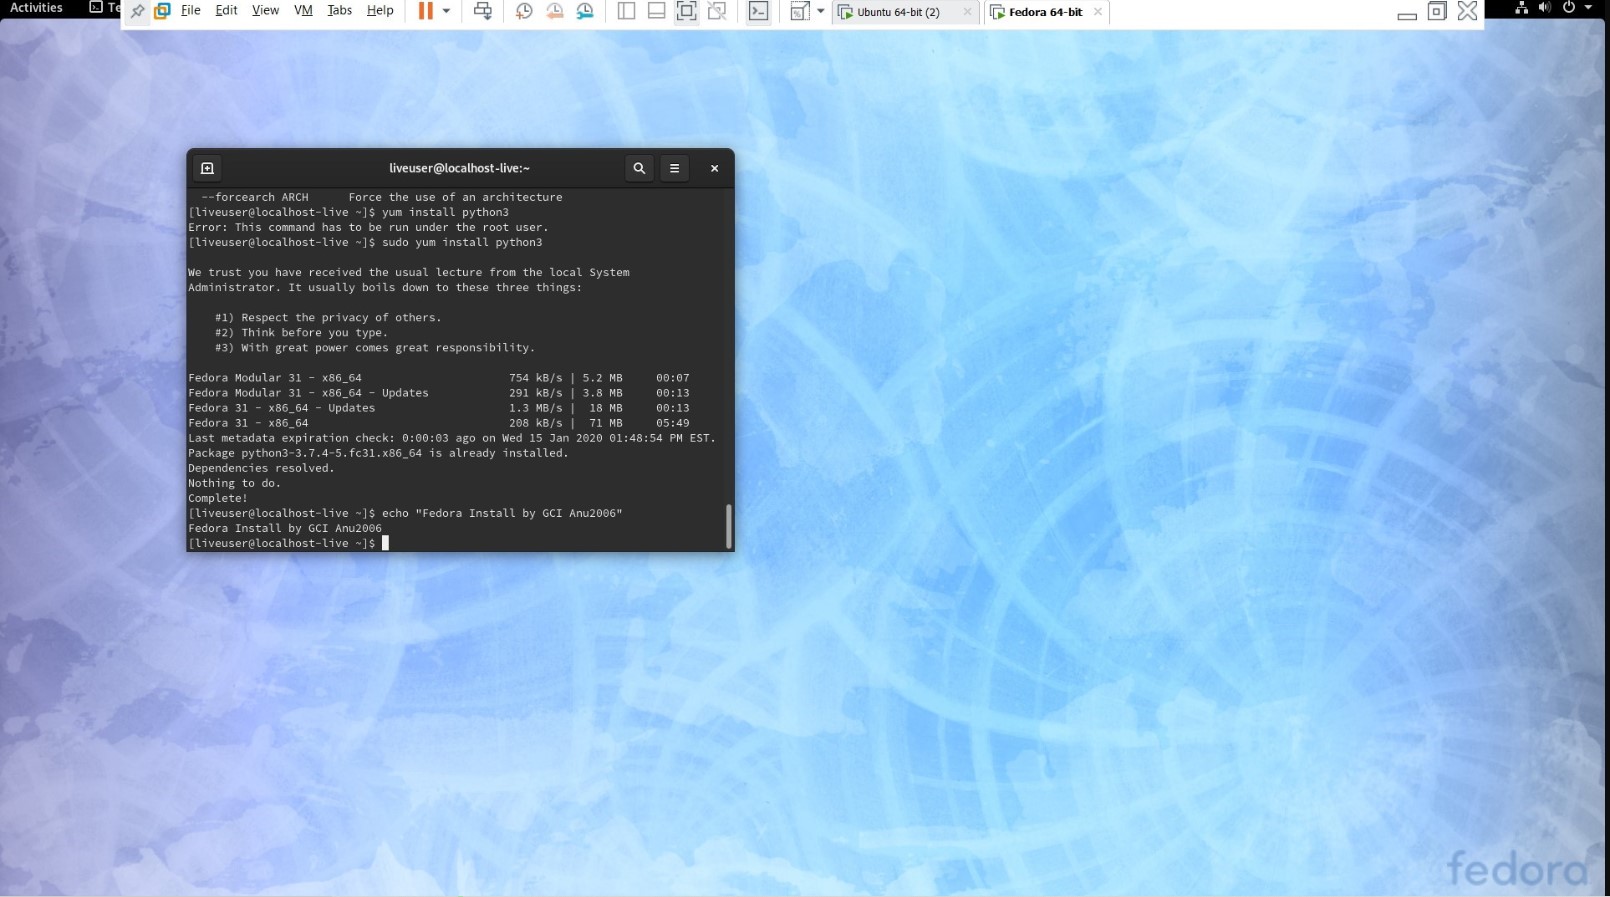 Activities
Te
File Edit View VM Tabs Help
Ubuntu 64-bit (2)
Fedora 64-bit
liveuser@localhost-live:~
--forcearch ARCH      Force the use of an architecture
[liveuser@localhost-live ~]$ yum install python3
Error: This command has to be run under the root user.
[liveuser@localhost-live ~]$ sudo yum install python3
We trust you have received the usual lecture from the local System
Administrator. It usually boils down to these three things:
#1) Respect the privacy of others.
#2) Think before you type.
#3) With great power comes great responsibility.
Fedora Modular 31 - x86_64                      754 kB/s | 5.2 MB     00:07
Fedora Modular 31 - x86_64 - Updates            291 kB/s | 3.8 MB     00:13
Fedora 31 - x86_64 - Updates                    1.3 MB/s |  18 MB     00:13
Fedora 31 - x86_64                              208 kB/s |  71 MB     05:49
Last metadata expiration check: 0:00:03 ago on Wed 15 Jan 2020 01:48:54 PM EST.
Package python3-3.7.4-5.fc31.x86_64 is already installed.
Dependencies resolved.
Nothing to do.
Complete!
[liveuser@localhost-live ~]$ echo "Fedora Install by GCI Anu2006"
Fedora Install by GCI Anu2006
[liveuser@localhost-live ~]$
fedora